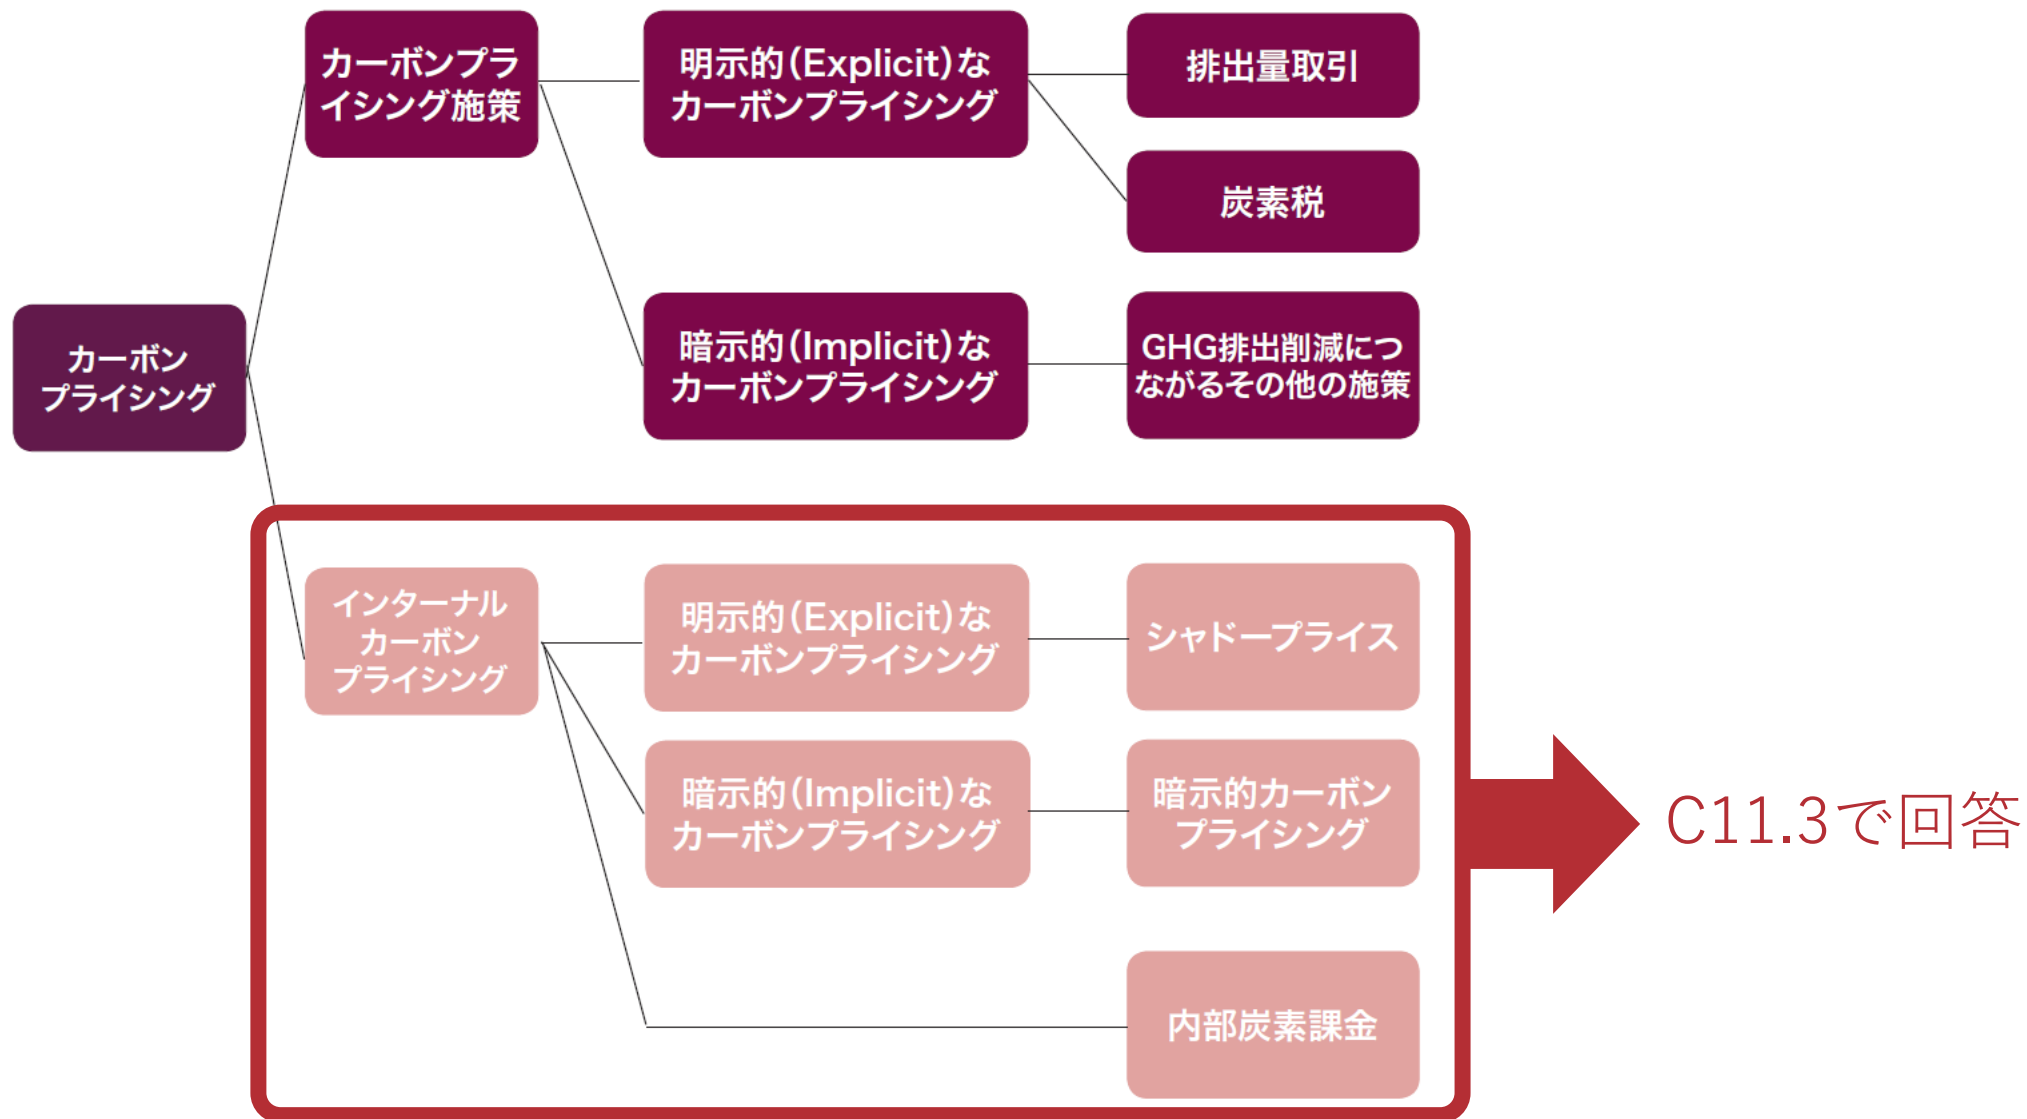 カーボンプラ
イシング施策
明示的(Explicit)な
カーボンプライシング
排出量取引
炭素税
カーボン
プライシング
暗示的(Implicit)な
カーボンプライシング
GHG排出削減につ
ながるその他の施策
インターナル
カーボン
プライシング
明示的(Explicit)な
カーボンプライシング
シャドープライス
暗示的(Implicit)な
カーボンプライシング
暗示的カーボン
プライシング
内部炭素課金
C11.3で回答